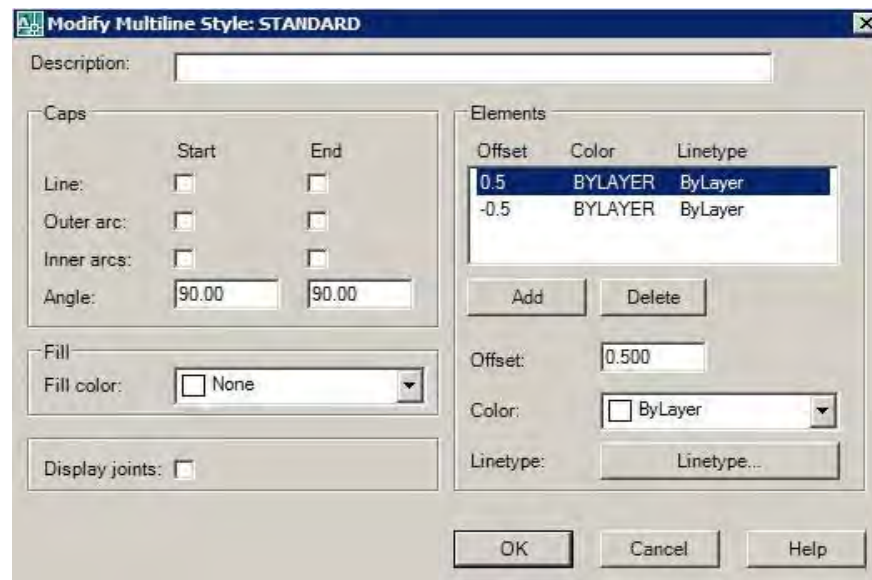 Modify Multiline Style: STANDARD
Description:
Caps
Start End
Line:
Outer arc:
Inner arcs:
Angle: 90.00 90.00
Fill
Fill color: None
Display joints:
Elements
Offset Color Linetype
0.5 BYLAYER ByLayer
-0.5 BYLAYER ByLayer
Add Delete
Offset: 0.500
Color: ByLayer
Linetype: Linetype...
OK Cancel Help